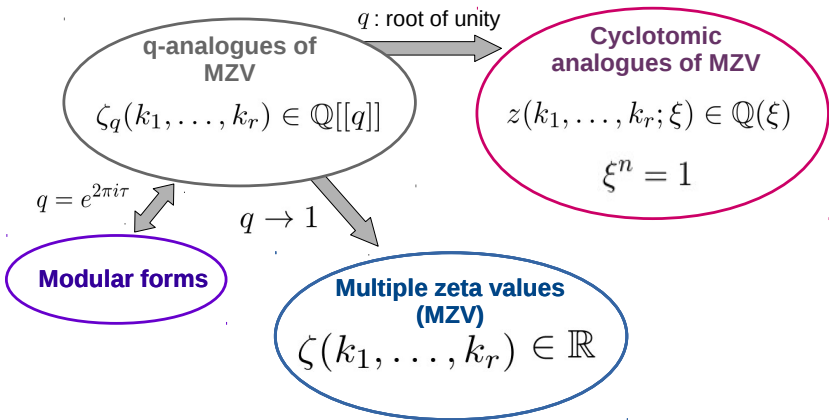 q : root of unity
q-analogues of
MZV
ζ_q(k_1, . . . , k_r) ∈ ℚ[[q]]
Cyclotomic
analogues of MZV
z(k_1, . . . , k_r; ξ) ∈ ℚ(ξ)
ξ^n = 1
q = e^{2πiτ}
q → 1
Modular forms
Multiple zeta values
(MZV)
ζ(k_1, . . . , k_r) ∈ ℝ